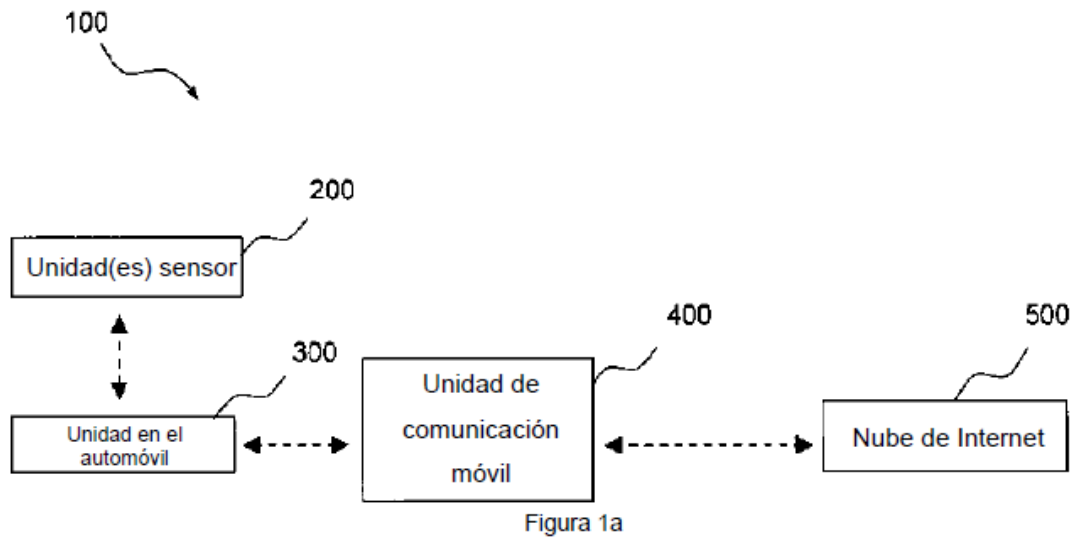 100
200
Unidad(es) sensor
300
Unidad en el
automóvil
400
Unidad de
comunicación
móvil
500
Nube de Internet
Figura 1a